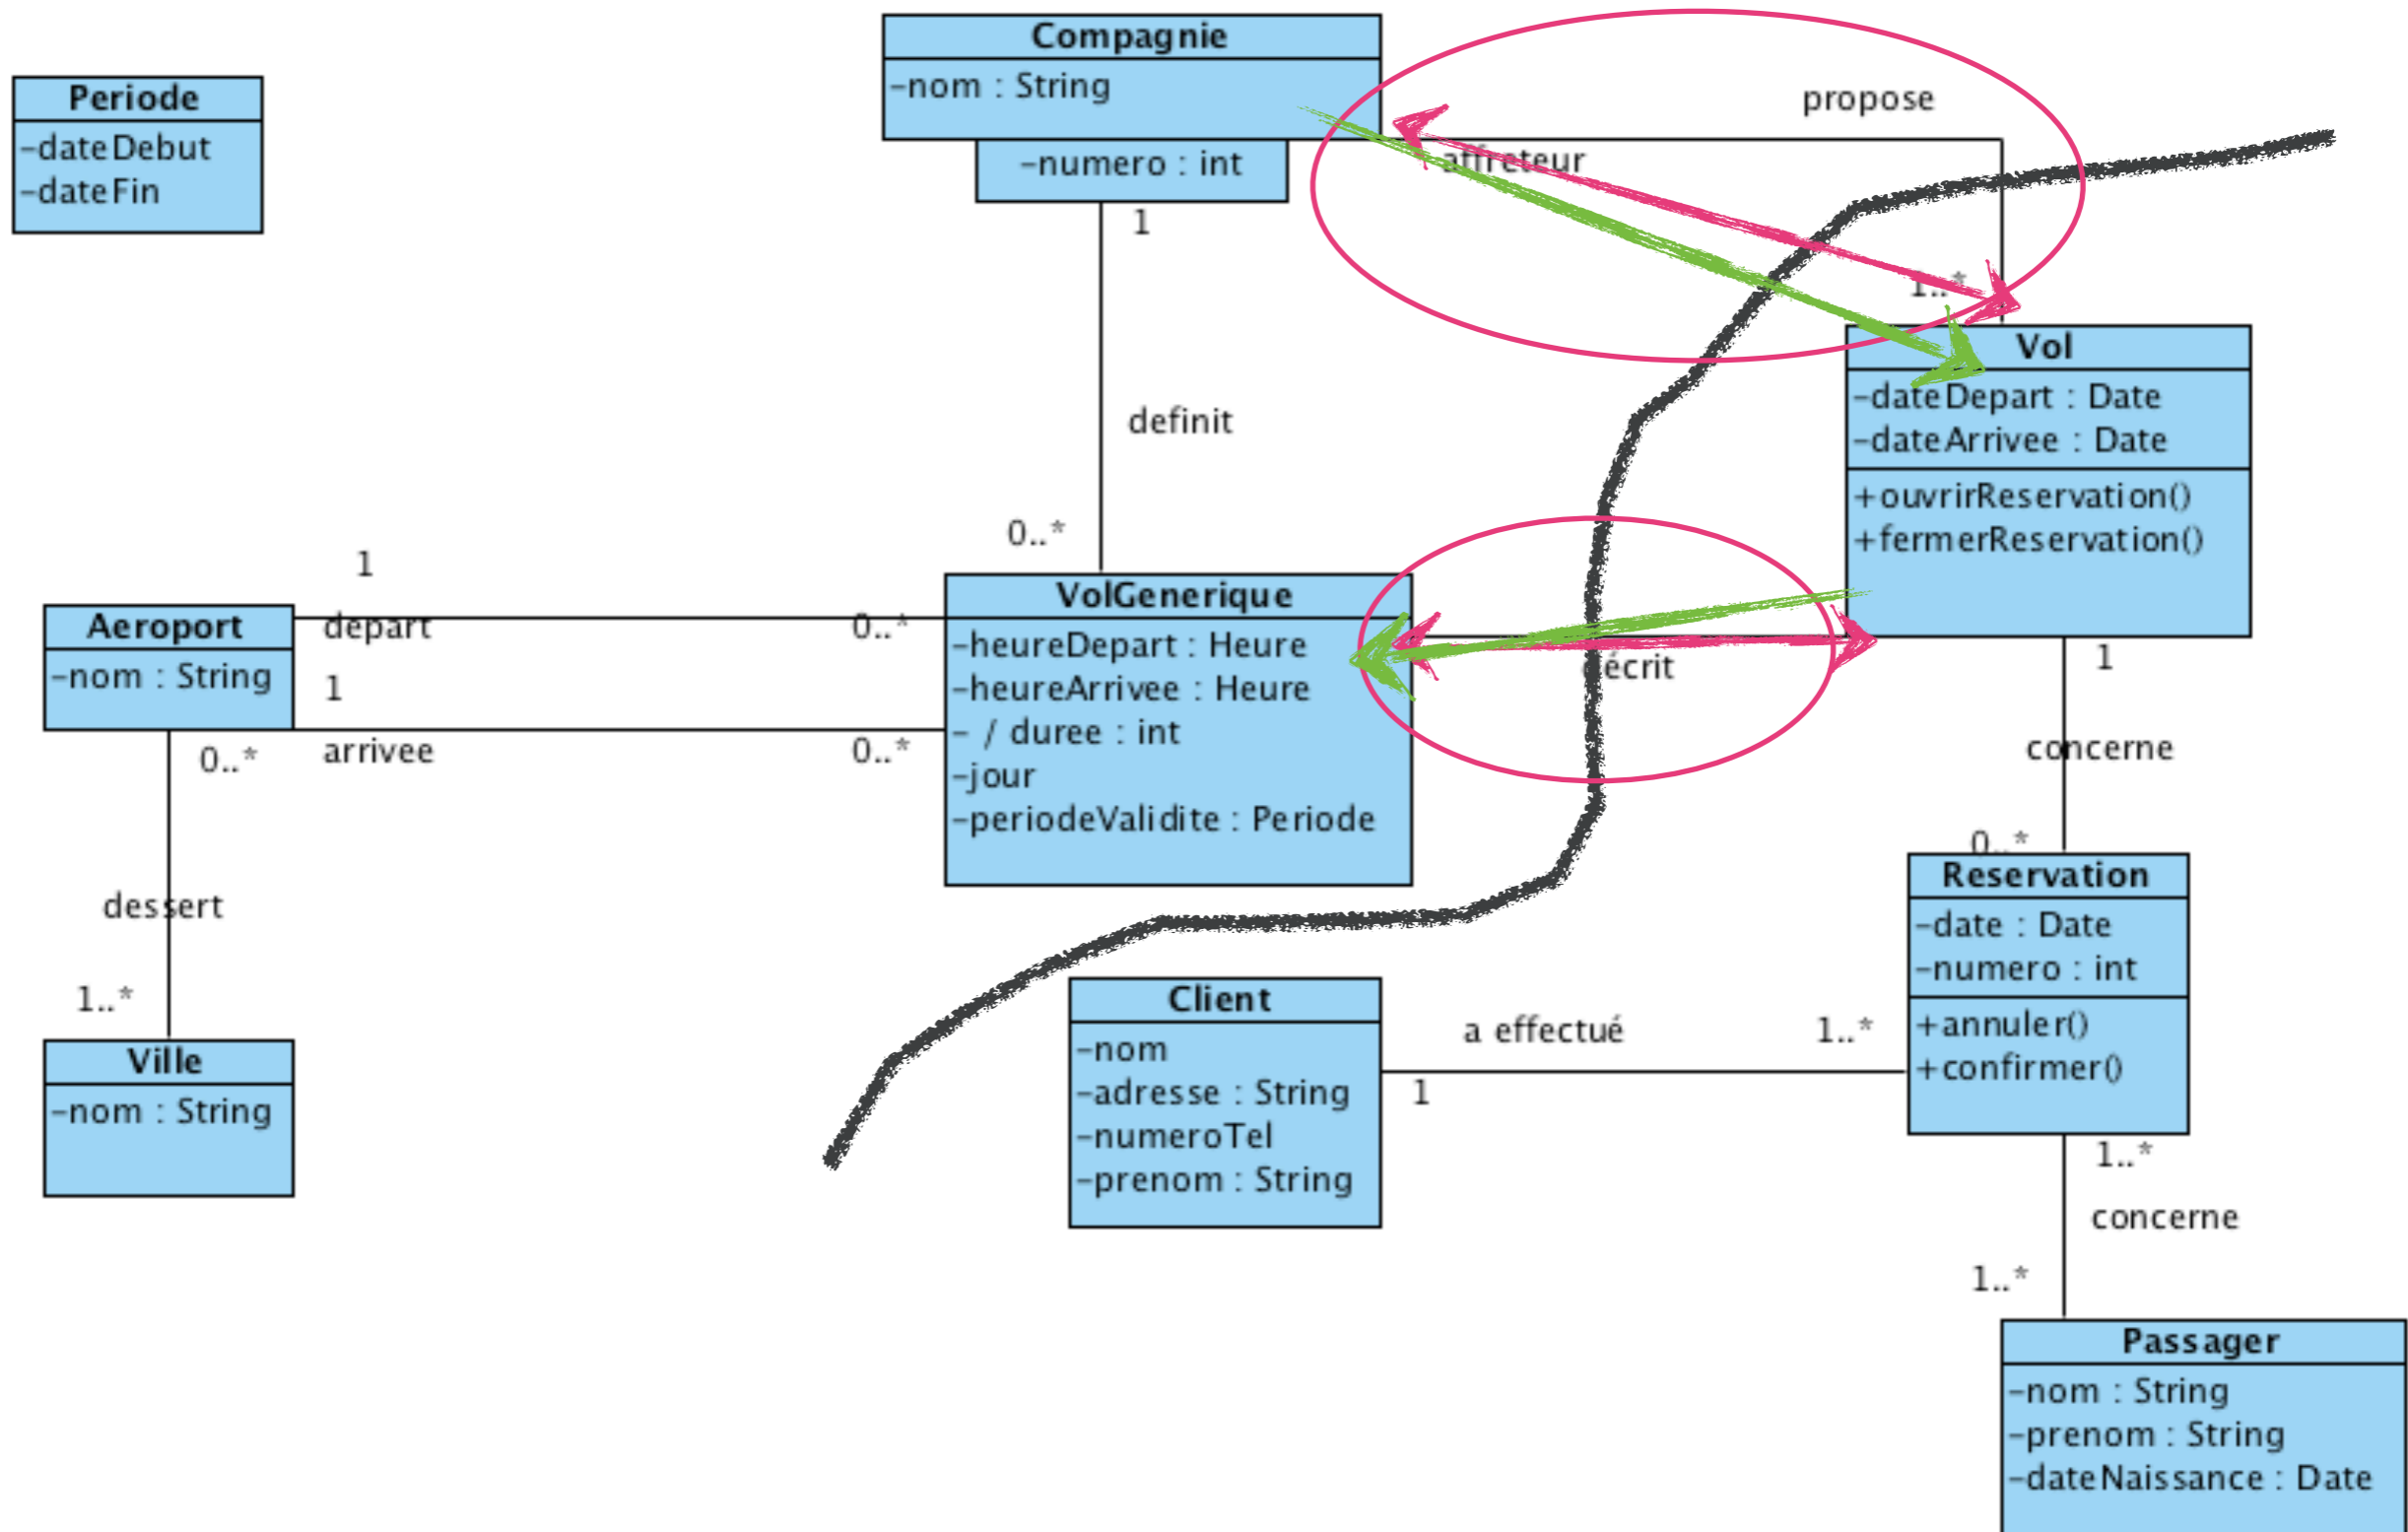 Compagnie
-nom : String
-numero : int
Periode
-dateDebut
-dateFin
propose
affreteur
1..*
1
definit
0..*
Vol
-dateDepart : Date
-dateArrivee : Date
+ouvrirReservation()
+fermerReservation()
1
depart
0..*
1
arrivee
0..*
Aeroport
-nom : String
VolGenerique
-heureDepart : Heure
-heureArrivee : Heure
- / duree : int
-jour
-periodeValidite : Periode
décrit
1
concerne
0..*
0..*
dessert
1..*
Ville
-nom : String
Client
-nom
-adresse : String
-numeroTel
-prenom : String
a effectué
1..*
1
Reservation
-date : Date
-numero : int
+annuler()
+confirmer()
1..*
concerne
1..*
Passager
-nom : String
-prenom : String
-dateNaissance : Date